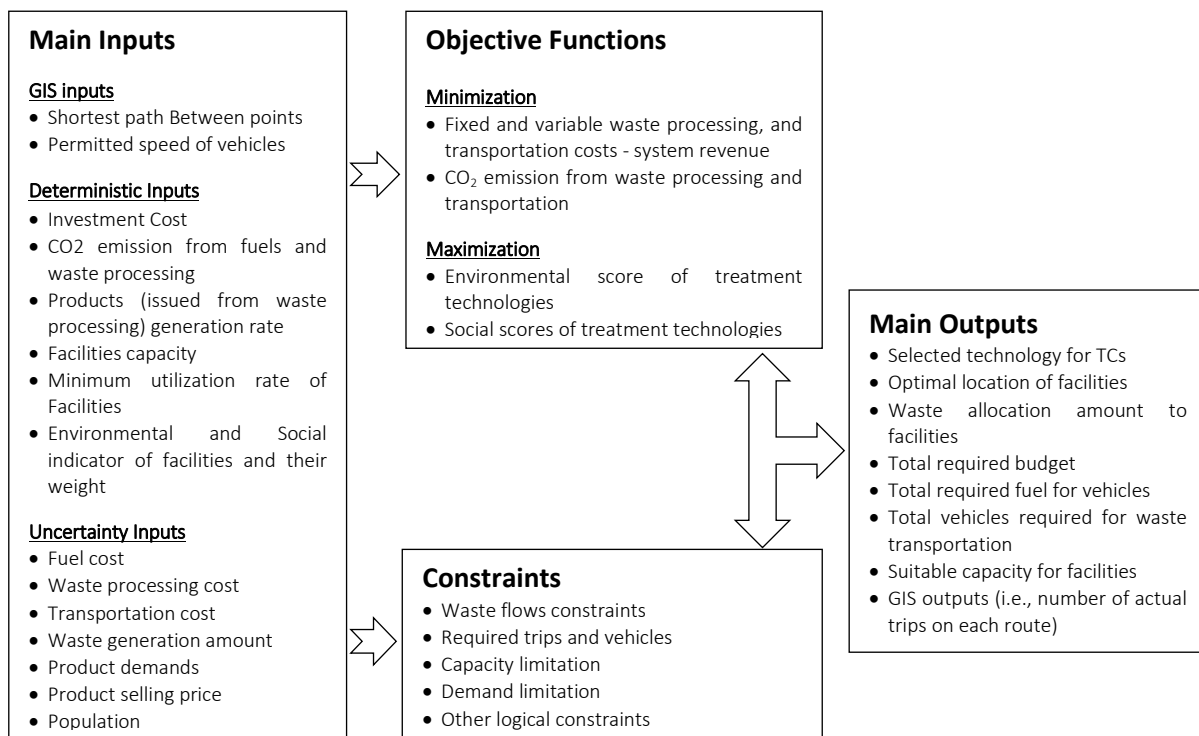 Main Inputs
GIS inputs
• Shortest path Between points
• Permitted speed of vehicles
Deterministic Inputs
• Investment Cost
• CO2 emission from fuels and
waste processing
• Products (issued from waste
processing) generation rate
• Facilities capacity
• Minimum utilization rate of
Facilities
• Environmental and Social
indicator of facilities and their
weight
Uncertainty Inputs
• Fuel cost
• Waste processing cost
• Transportation cost
• Waste generation amount
• Product demands
• Product selling price
• Population
Objective Functions
Minimization
• Fixed and variable waste processing, and
transportation costs - system revenue
• CO₂ emission from waste processing and
transportation
Maximization
• Environmental score of treatment
technologies
• Social scores of treatment technologies
Constraints
• Waste flows constraints
• Required trips and vehicles
• Capacity limitation
• Demand limitation
• Other logical constraints
Main Outputs
• Selected technology for TCs
• Optimal location of facilities
• Waste allocation amount to
facilities
• Total required budget
• Total required fuel for vehicles
• Total vehicles required for waste
transportation
• Suitable capacity for facilities
• GIS outputs (i.e., number of actual
trips on each route)